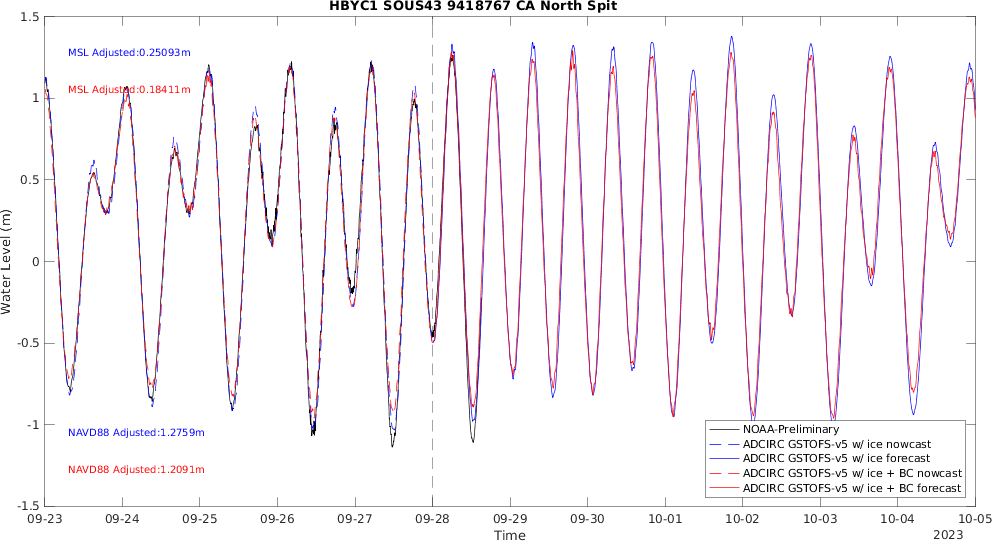 HBYC1 SOUS43 9418767 CA North Spit
1.5
1
0.5
0
-0.5
-1
-1.5
Water Level (m)
MSL Adjusted:0.25093m
MSL Adjusted:0.18411m
NAVD88 Adjusted:1.2759m
NAVD88 Adjusted:1.2091m
NOAA-Preliminary
ADCIRC GSTOFS-v5 w/ ice nowcast
ADCIRC GSTOFS-v5 w/ ice forecast
ADCIRC GSTOFS-v5 w/ ice + BC nowcast
ADCIRC GSTOFS-v5 w/ ice + BC forecast
09-23 09-24 09-25 09-26 09-27 09-28 09-29 09-30 10-01 10-02 10-03 10-04 10-05
Time
2023